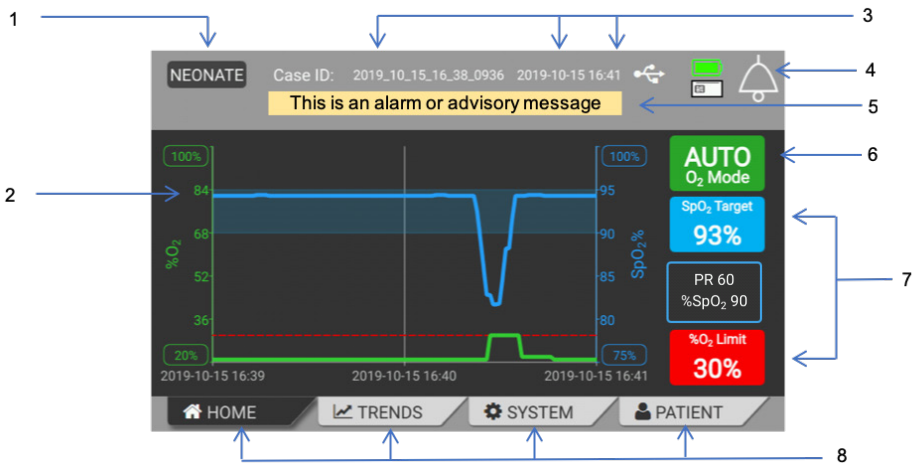 1
3
NEONATE
Case ID: 2019_10_15_16_38_0936 2019-10-15 16:41
4
This is an alarm or advisory message
5
100%
100%
AUTO
O₂ Mode
6
2
84
95
SpO₂ Target
93%
68
90
%O₂
SpO₂%
52
85
PR 60
%SpO₂ 90
7
36
80
%O₂ Limit
30%
20%
75%
2019-10-15 16:39
2019-10-15 16:40
2019-10-15 16:41
HOME
TRENDS
SYSTEM
PATIENT
8